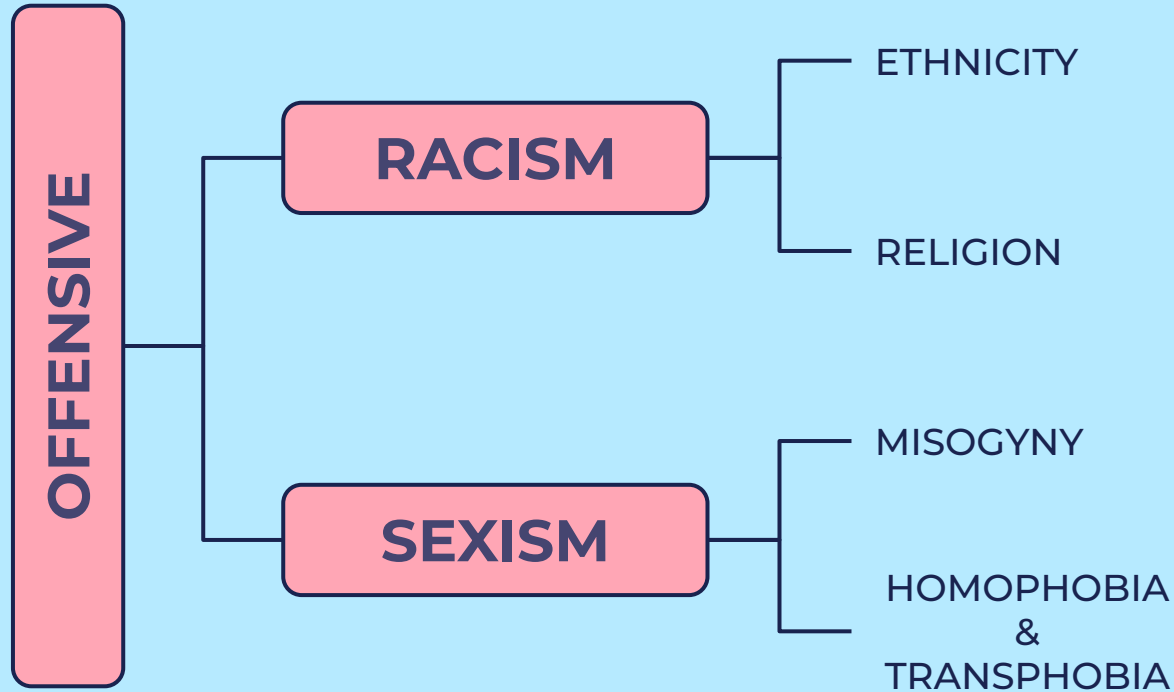 OFFENSIVE
RACISM
ETHNICITY
RELIGION
SEXISM
MISOGYNY
HOMOPHOBIA
&
TRANSPHOBIA